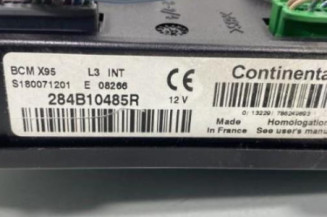 BCM X95 L3 INT
S180071201 E 08266
284B10485R 12V
CE
Continenta
Made Homologation
in France See user's manu